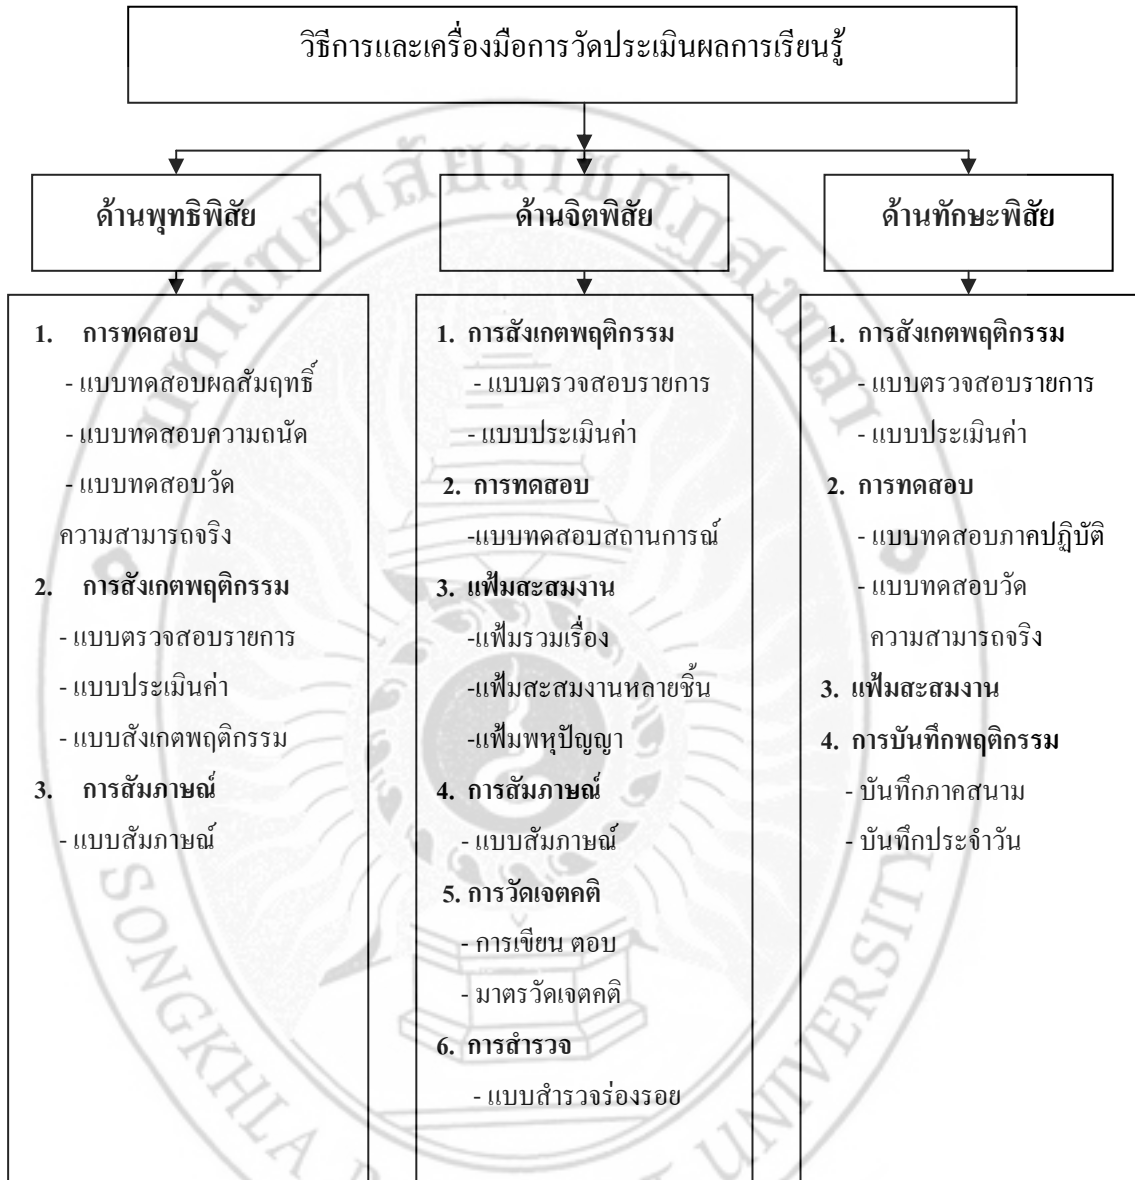 วิธีการและเครื่องมือการวัดประเมินผลการเรียนรู้
ด้านพุทธิพิสัย
ด้านจิตพิสัย
ด้านทักษะพิสัย
1. การทดสอบ
- แบบทดสอบผลสัมฤทธิ์
- แบบทดสอบความถนัด
- แบบทดสอบวัด
ความสามารถจริง
2. การสังเกตพฤติกรรม
- แบบตรวจสอบรายการ
- แบบประเมินค่า
- แบบสังเกตพฤติกรรม
3. การสัมภาษณ์
- แบบสัมภาษณ์
1. การสังเกตพฤติกรรม
- แบบตรวจสอบรายการ
- แบบประเมินค่า
2. การทดสอบ
-แบบทดสอบสถานการณ์
3. แฟ้มสะสมงาน
-แฟ้มรวมเรื่อง
-แฟ้มสะสมงานหลายชิ้น
-แฟ้มพหุปัญญา
4. การสัมภาษณ์
- แบบสัมภาษณ์
5. การวัดเจตคติ
- การเขียน ตอบ
- มาตรวัดเจตคติ
6. การสำรวจ
- แบบสำรวจร่องรอย
1. การสังเกตพฤติกรรม
- แบบตรวจสอบรายการ
- แบบประเมินค่า
2. การทดสอบ
- แบบทดสอบภาคปฏิบัติ
- แบบทดสอบวัด
ความสามารถจริง
3. แฟ้มสะสมงาน
4. การบันทึกพฤติกรรม
- บันทึกภาคสนาม
- บันทึกประจำวัน
มหาวิทยาลัยราชภัฏสงขลา
SONGKHLA
UNIVERSITY